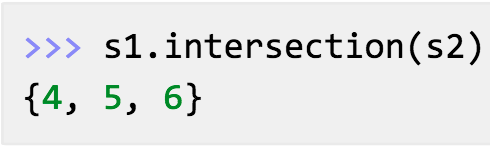 >>> s1.intersection(s2)
{4, 5, 6}